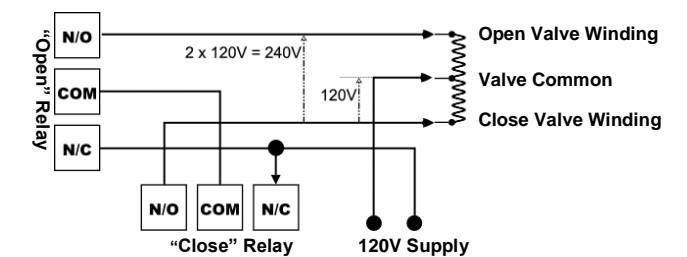 N/O
Open Valve Winding
2 x 120V = 240V
"Open" Relay
COM
Valve Common
120V
Close Valve Winding
N/C
N/O
COM
N/C
"Close" Relay
120V Supply